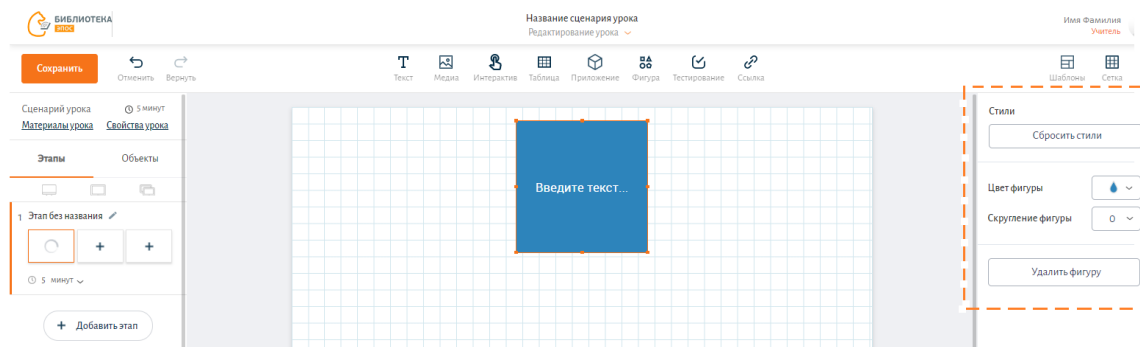 БИБЛИОТЕКА
ЭПОС
Название сценария урока
Редактирование урока
Имя Фамилия
Учитель
Сохранить
Отменить
Вернуть
Текст
Медиа
Интерактив
Таблица
Приложение
Фигура
Тестирование
Ссылка
Шаблоны
Сетка
Сценарий урока
5 минут
Материалы урока
Свойства урока
Этапы
Объекты
1 Этап без названия
5 минут
Добавить этап
Введите текст...
Стили
Сбросить стили
Цвет фигуры
Скругление фигуры
0
Удалить фигуру